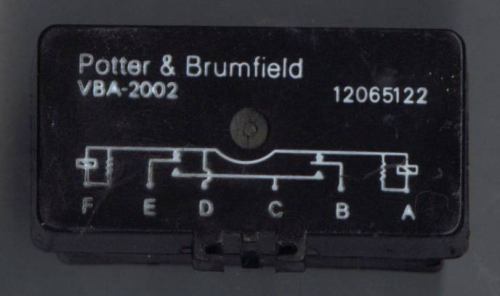 Potter & Brumfield
VBA-2002
12065122
F E D C B A